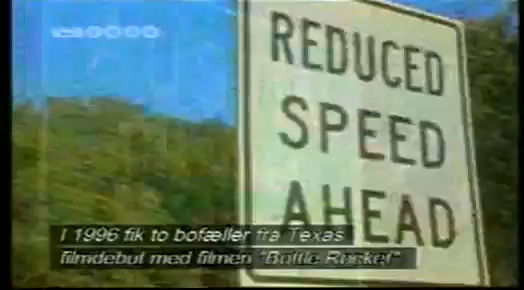 REDUCED
SPEED
AHEAD
I 1996 fik to bofæller fra Texas
filmdebut med filmen "Bottle Rocket"